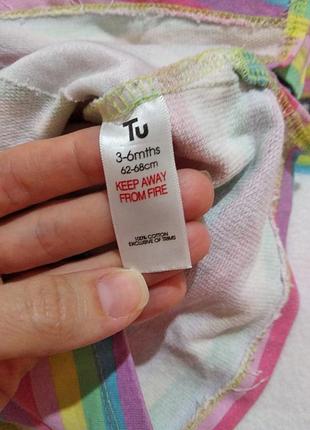 Tu
3-6mths
62-68cm
KEEP AWAY
FROM FIRE
100% COTTON
EXCLUSIVE OF TRIMS